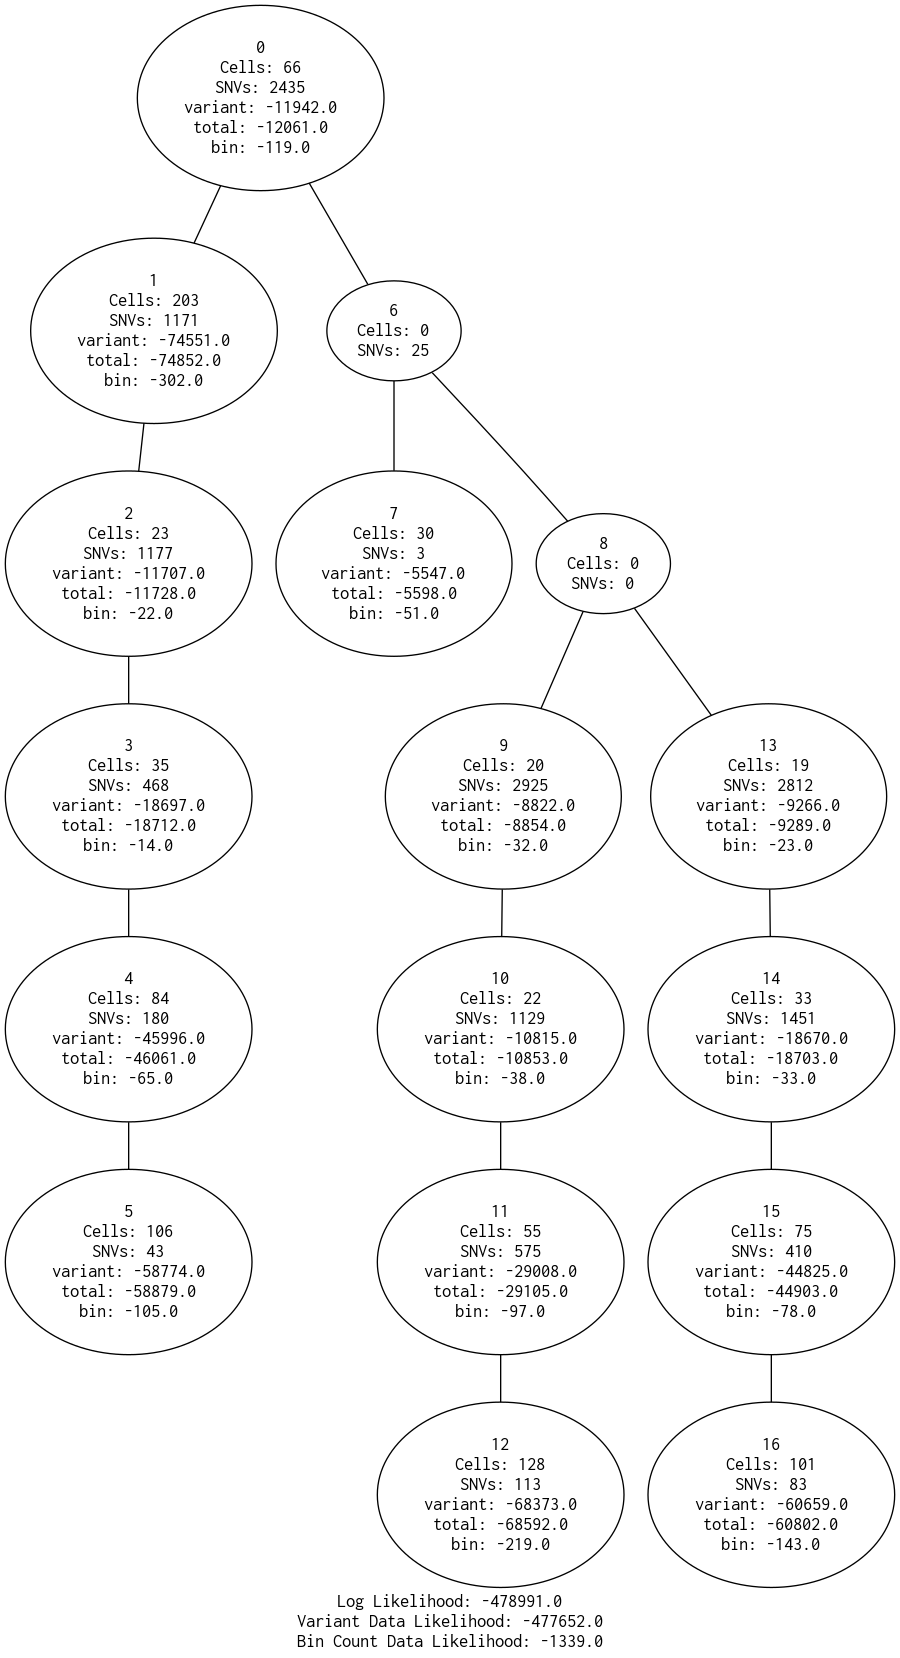 0
Cells: 66
SNVs: 2435
variant: -11942.0
total: -12061.0
bin: -119.0
1
Cells: 203
SNVs: 1171
variant: -74551.0
total: -74852.0
bin: -302.0
6
Cells: 0
SNVs: 25
2
Cells: 23
SNVs: 1177
variant: -11707.0
total: -11728.0
bin: -22.0
7
Cells: 30
SNVs: 3
variant: -5547.0
total: -5598.0
bin: -51.0
8
Cells: 0
SNVs: 0
3
Cells: 35
SNVs: 468
variant: -18697.0
total: -18712.0
bin: -14.0
9
Cells: 20
SNVs: 2925
variant: -8822.0
total: -8854.0
bin: -32.0
13
Cells: 19
SNVs: 2812
variant: -9266.0
total: -9289.0
bin: -23.0
4
Cells: 84
SNVs: 180
variant: -45996.0
total: -46061.0
bin: -65.0
10
Cells: 22
SNVs: 1129
variant: -10815.0
total: -10853.0
bin: -38.0
14
Cells: 33
SNVs: 1451
variant: -18670.0
total: -18703.0
bin: -33.0
5
Cells: 106
SNVs: 43
variant: -58774.0
total: -58879.0
bin: -105.0
11
Cells: 55
SNVs: 575
variant: -29008.0
total: -29105.0
bin: -97.0
15
Cells: 75
SNVs: 410
variant: -44825.0
total: -44903.0
bin: -78.0
12
Cells: 128
SNVs: 113
variant: -68373.0
total: -68592.0
bin: -219.0
16
Cells: 101
SNVs: 83
variant: -60659.0
total: -60802.0
bin: -143.0
Log Likelihood: -478991.0
Variant Data Likelihood: -477652.0
Bin Count Data Likelihood: -1339.0